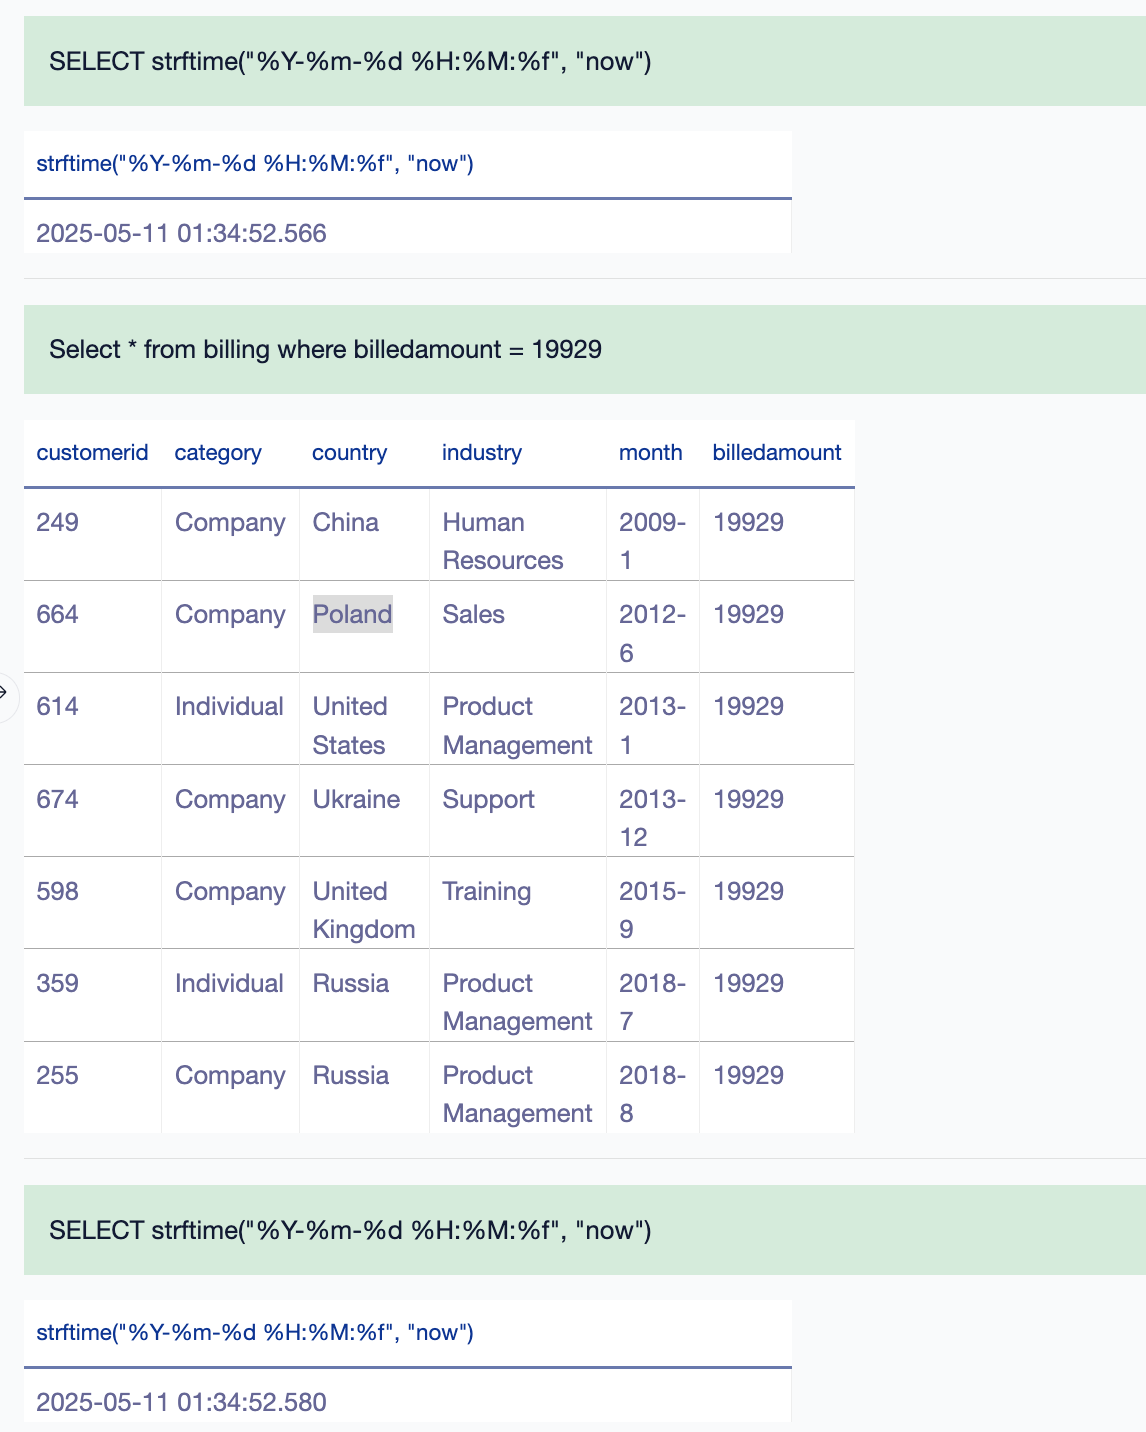 SELECT strftime("%Y-%m-%d %H:%M:%f", "now")
strftime("%Y-%m-%d %H:%M:%f", "now")
2025-05-11 01:34:52.566
Select * from billing where billedamount = 19929
customerid category country industry month billedamount
249 Company China Human 2009- 19929
Resources 1
664 Company Poland Sales 2012- 19929
6
614 Individual United Product 2013- 19929
States Management 1
674 Company Ukraine Support 2013- 19929
12
598 Company United Training 2015- 19929
Kingdom 9
359 Individual Russia Product 2018- 19929
Management 7
255 Company Russia Product 2018- 19929
Management 8
SELECT strftime("%Y-%m-%d %H:%M:%f", "now")
strftime("%Y-%m-%d %H:%M:%f", "now")
2025-05-11 01:34:52.580